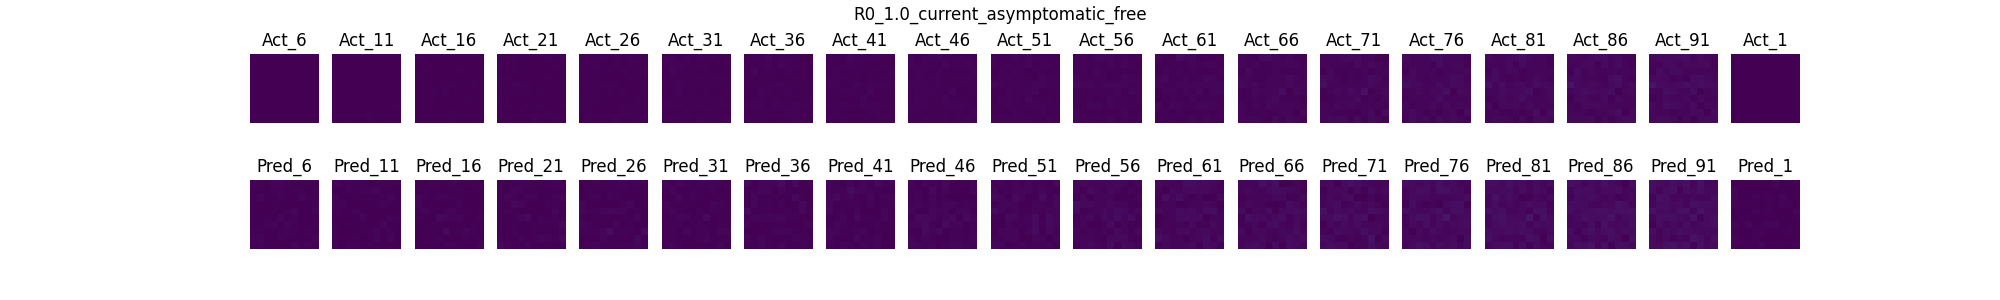 R0_1.0_current_asymptomatic_free
Act_6 Act_11 Act_16 Act_21 Act_26 Act_31 Act_36 Act_41 Act_46 Act_51 Act_56 Act_61 Act_66 Act_71 Act_76 Act_81 Act_86 Act_91 Act_1
Pred_6 Pred_11 Pred_16 Pred_21 Pred_26 Pred_31 Pred_36 Pred_41 Pred_46 Pred_51 Pred_56 Pred_61 Pred_66 Pred_71 Pred_76 Pred_81 Pred_86 Pred_91 Pred_1